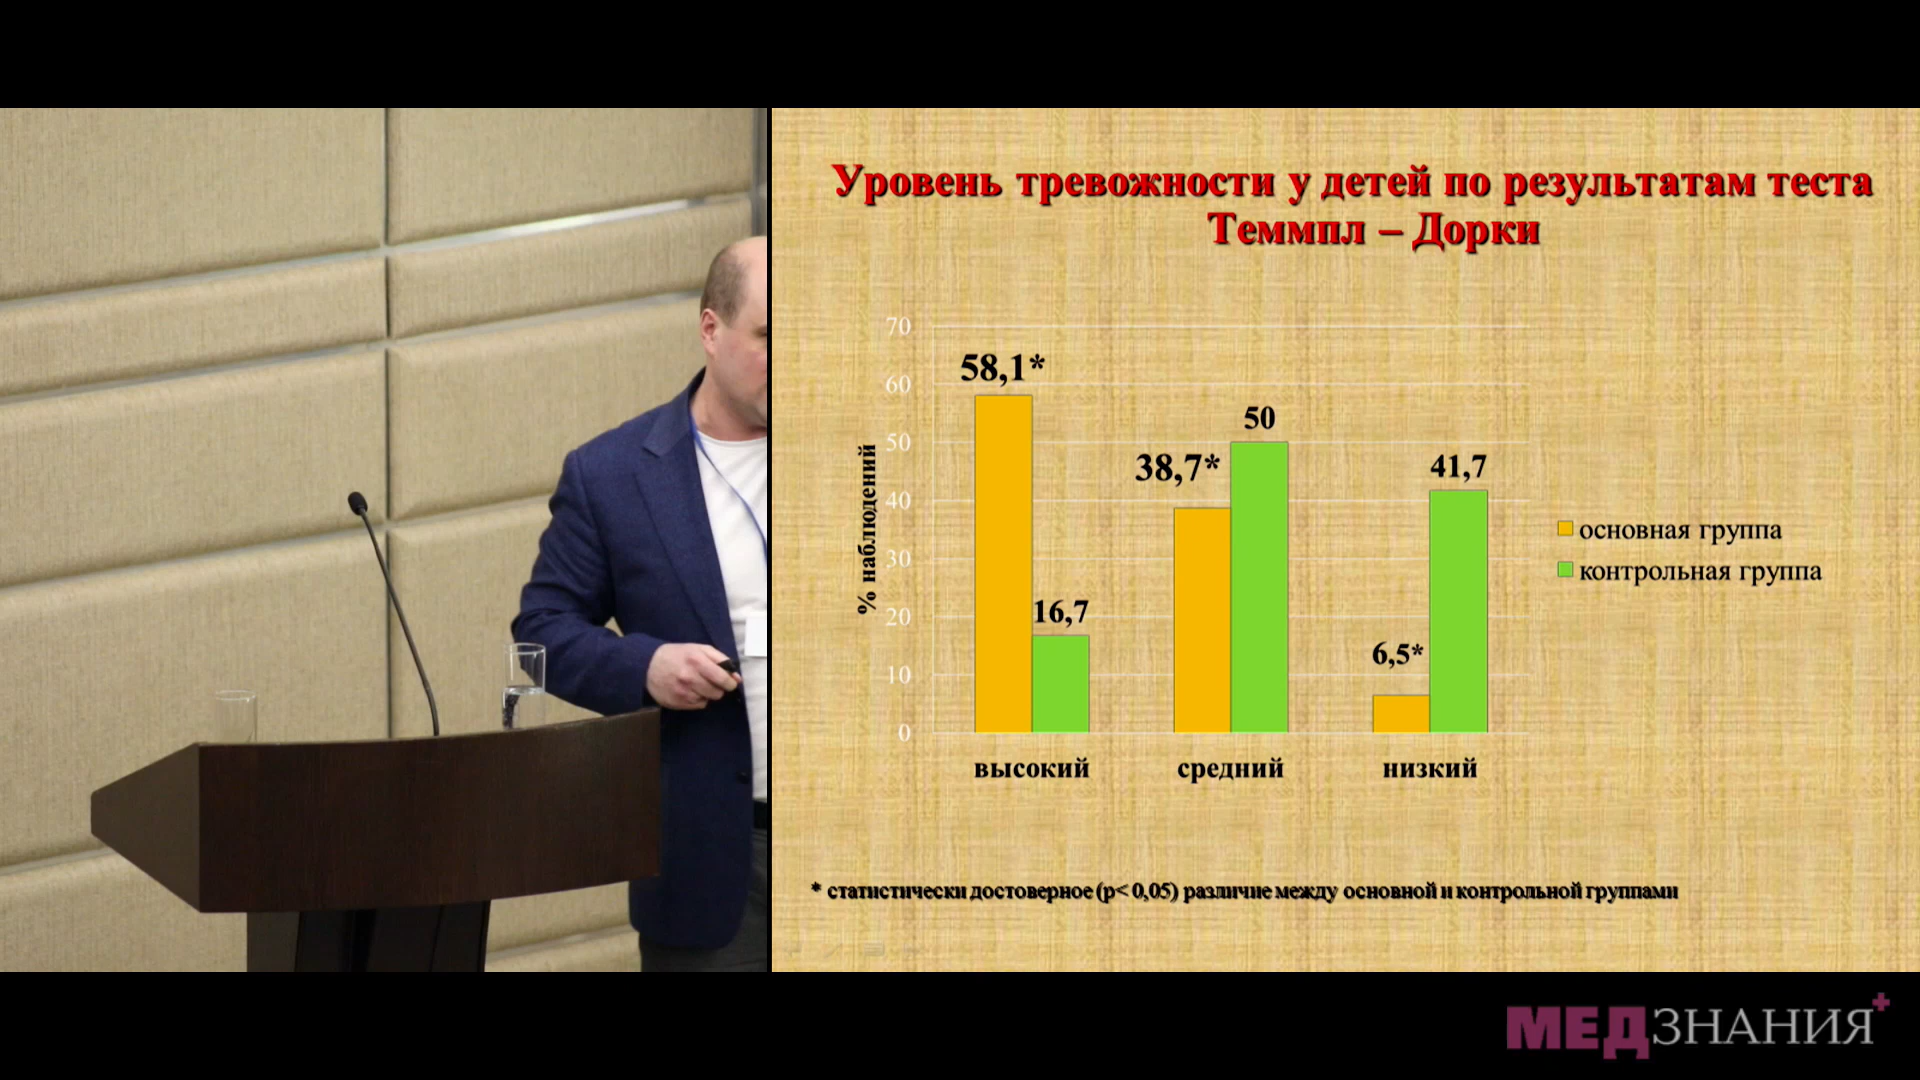 Уровень тревожности у детей по результатам теста
Теммпл – Дорки
70
60
50
40
30
20
10
0
% наблюдений
58,1*
16,7
38,7*
50
6,5*
41,7
высокий
средний
низкий
основная группа
контрольная группа
* статистически достоверное (p< 0,05) различие между основной и контрольной группами
МЕДЗНАНИЯ+